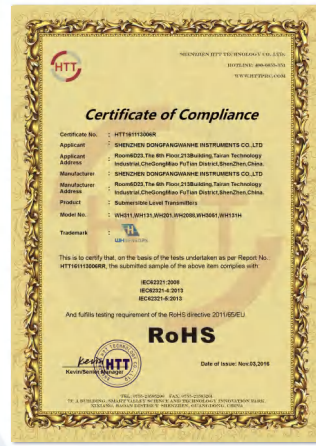 HTT
SHENZHEN HTT TECHNOLOGY CO.,LTD.
WWW.HTTPRC.COM
Certificate of Compliance
Certificate No. : HTT161113006R
Applicant : SHENZHEN DONGFANGWANHE INSTRUMENTS CO.,LTD
Applicant Address : Room6D23,The 6th Floor,213Building,Tairan Technology
Industrial,CheGongMiao FuTian District,ShenZhen,China.
Manufacturer : SHENZHEN DONGFANGWANHE INSTRUMENTS CO.,LTD
Manufacturer Address : Room6D23,The 6th Floor,213Building,Tairan Technology
Industrial,CheGongMiao FuTian District,ShenZhen,China.
Product : Submersible Level Transmitters
Model No. : WH311,WH131,WH201,WH2088,WH3051,WH131H
Trademark :
This is to certify that, on the basis of the tests undertaken as per Report No.
HTT161113006RR, the submitted sample of the above item complies with:
IEC62321:2008
IEC62321-4:2013
IEC62321-5:2013
And fulfills testing requirement of the RoHS directive 2011/65/EU.
RoHS
HTT
Kevin/Senior Manager
Date of issue: Nov.03,2016